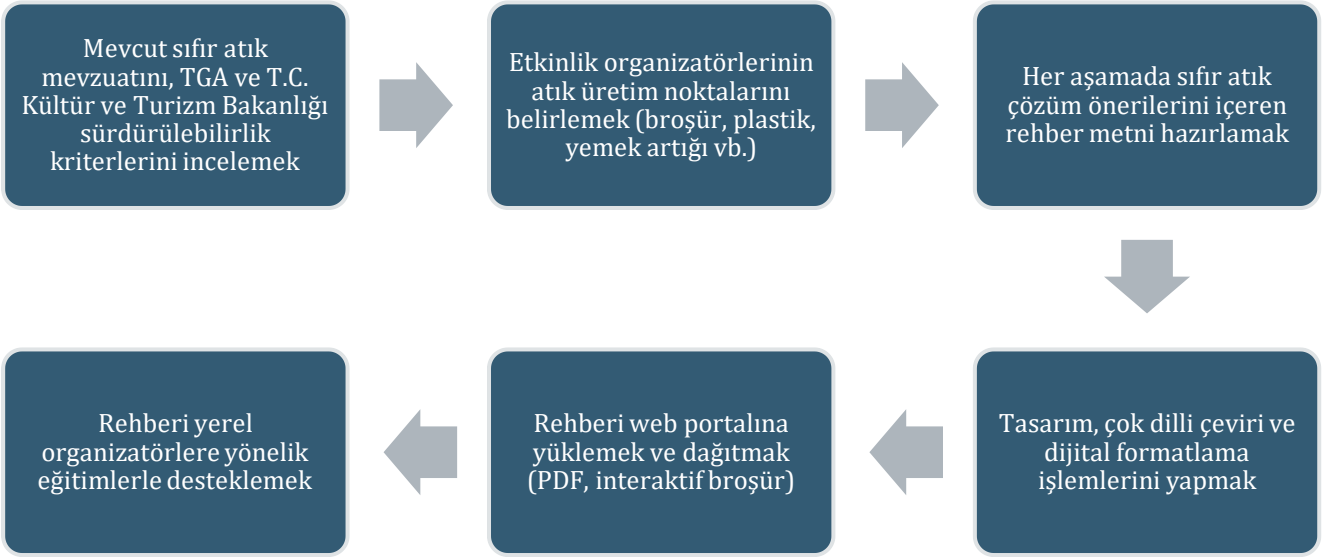 Mevcut sıfır atık
mevzuatını, TGA ve T.C.
Kültür ve Turizm Bakanlığı
sürdürülebilirlik
kriterlerini incelemek
Etkinlik organizatörlerinin
atık üretim noktalarını
belirlemek (broşür, plastik,
yemek artığı vb.)
Her aşamada sıfır atık
çözüm önerilerini içeren
rehber metni hazırlamak
Tasarım, çok dilli çeviri ve
dijital formatlama
işlemlerini yapmak
Rehberi web portalına
yüklemek ve dağıtmak
(PDF, interaktif broşür)
Rehberi yerel
organizatörlere yönelik
eğitimlerle desteklemek